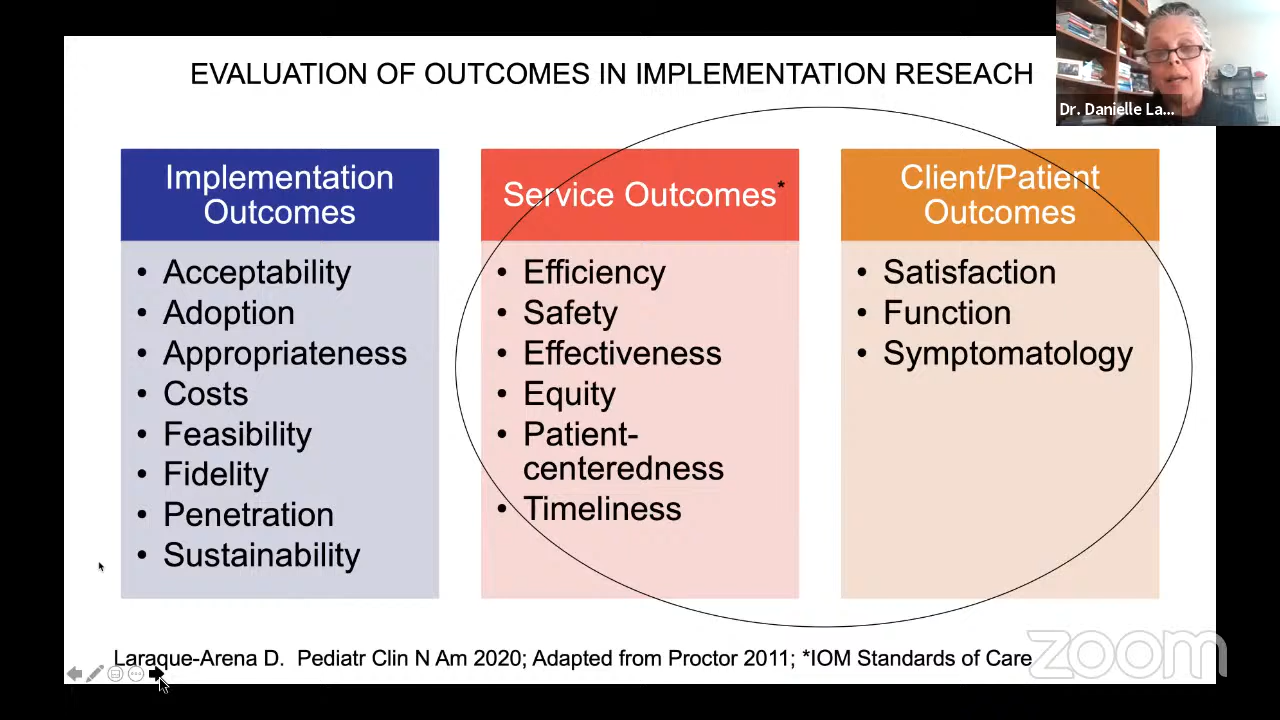 EVALUATION OF OUTCOMES IN IMPLEMENTATION RESEACH
Dr. Danielle La...
Implementation
Outcomes
• Acceptability
• Adoption
• Appropriateness
• Costs
• Feasibility
• Fidelity
• Penetration
• Sustainability
Service Outcomes*
• Efficiency
• Safety
• Effectiveness
• Equity
• Patient-
centeredness
• Timeliness
Client/Patient
Outcomes
• Satisfaction
• Function
• Symptomatology
Laraque-Arena D. Pediatr Clin N Am 2020; Adapted from Proctor 2011; *IOM Standards of Care
zoom